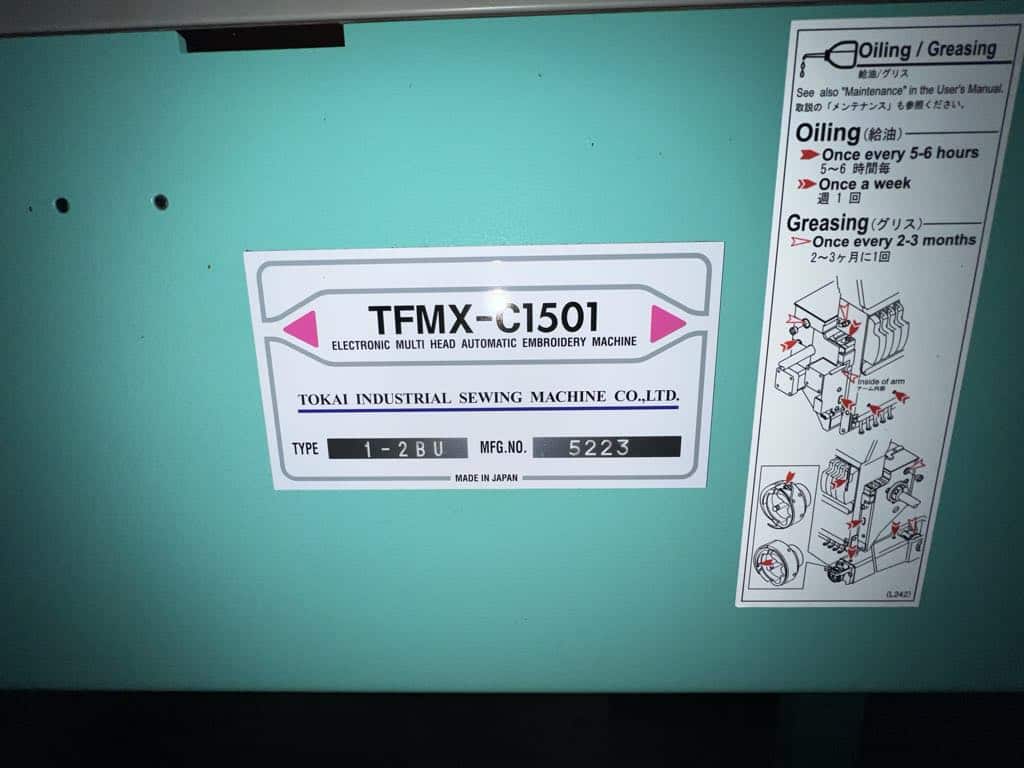 TFMX-C1501
ELECTRONIC MULTI HEAD AUTOMATIC EMBROIDERY MACHINE
TOKAI INDUSTRIAL SEWING MACHINE CO.,LTD.
TYPE 1-2BU MFG.NO. 5223
MADE IN JAPAN
Oiling / Greasing
給油/グリス
See also "Maintenance" in the User's Manual.
取説の「メンテナンス」も参照ください。
Oiling(給油)
Once every 5-6 hours
5〜6 時間毎
Once a week
週 1 回
Greasing(グリス)
Once every 2-3 months
2〜3ヶ月に1回
Inside of arm
アーム内部
(L242)